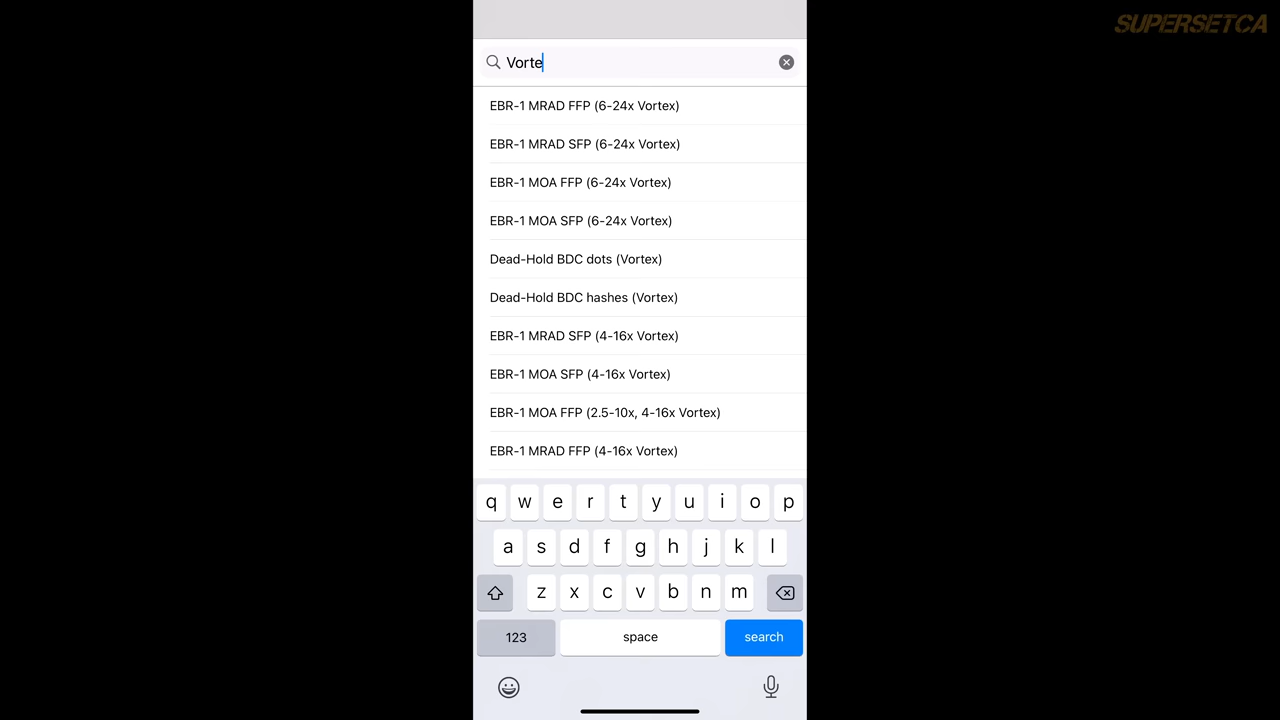 SUPERSETCA
Vorte
EBR-1 MRAD FFP (6-24x Vortex)
EBR-1 MRAD SFP (6-24x Vortex)
EBR-1 MOA FFP (6-24x Vortex)
EBR-1 MOA SFP (6-24x Vortex)
Dead-Hold BDC dots (Vortex)
Dead-Hold BDC hashes (Vortex)
EBR-1 MRAD SFP (4-16x Vortex)
EBR-1 MOA SFP (4-16x Vortex)
EBR-1 MOA FFP (2.5-10x, 4-16x Vortex)
EBR-1 MRAD FFP (4-16x Vortex)
q w e r t y u i o p
a s d f g h j k l
z x c v b n m
123 space search